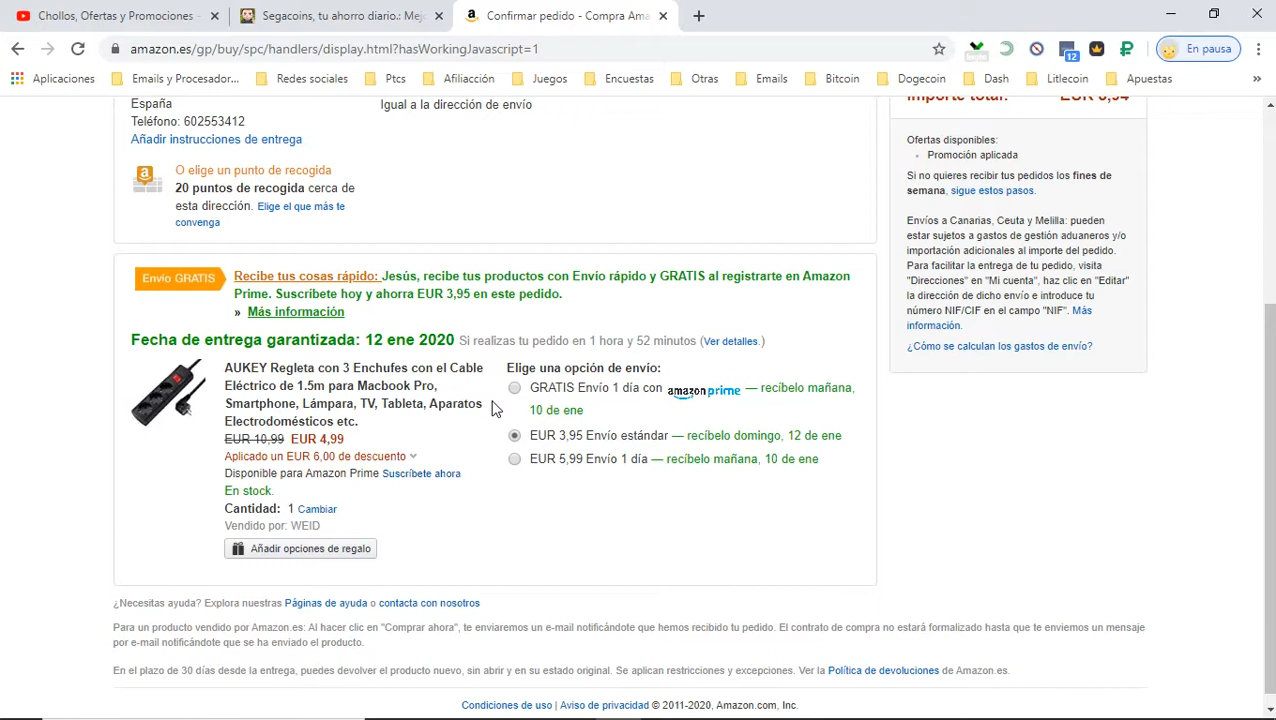 Chollos, Ofertas y Promociones -
Segacoins, tu ahorro diario.: Mejo
Confirmar pedido - Compra Ama
amazon.es/gp/buy/spc/handlers/display.html?hasWorkingJavascript=1
12
En pausa
Aplicaciones
Emails y Procesador...
Redes sociales
Ptcs
Afiliacción
Juegos
Encuestas
Otras
Emails
Bitcoin
Dogecoin
Dash
Litlecoin
Apuestas
»
España
Teléfono: 602553412
Añadir instrucciones de entrega
Igual a la dirección de envío
O elige un punto de recogida
20 puntos de recogida cerca de
esta dirección. Elige el que más te
convenga
Importe total: EUR 8,94
Ofertas disponibles:
Promoción aplicada
Si no quieres recibir tus pedidos los fines de
semana, sigue estos pasos.
Envíos a Canarias, Ceuta y Melilla: pueden
estar sujetos a gastos de gestión aduaneros y/o
importación adicionales al importe del pedido.
Para facilitar la entrega de tu pedido, visita
"Direcciones" en "Mi cuenta", haz clic en "Editar"
la dirección de dicho envío e introduce tu
número NIF/CIF en el campo "NIF". Más
información.
¿Cómo se calculan los gastos de envío?
Envío GRATIS
Recibe tus cosas rápido: Jesús, recibe tus productos con Envío rápido y GRATIS al registrarte en Amazon
Prime. Suscríbete hoy y ahorra EUR 3,95 en este pedido.
» Más información
Fecha de entrega garantizada: 12 ene 2020 Si realizas tu pedido en 1 hora y 52 minutos (Ver detalles.)
AUKEY Regleta con 3 Enchufes con el Cable
Eléctrico de 1.5m para Macbook Pro,
Smartphone, Lámpara, TV, Tableta, Aparatos
Electrodomésticos etc.
EUR 10,99 EUR 4,99
Aplicado un EUR 6,00 de descuento
Disponible para Amazon Prime Suscríbete ahora
En stock.
Cantidad: 1 Cambiar
Vendido por: WEID
Añadir opciones de regalo
Elige una opción de envío:
GRATIS Envío 1 día con amazon prime — recíbelo mañana,
10 de ene
EUR 3,95 Envío estándar — recíbelo domingo, 12 de ene
EUR 5,99 Envío 1 día — recíbelo mañana, 10 de ene
¿Necesitas ayuda? Explora nuestras Páginas de ayuda o contacta con nosotros
Para un producto vendido por Amazon.es: Al hacer clic en "Comprar ahora", te enviaremos un e-mail notificándote que hemos recibido tu pedido. El contrato de compra no estará formalizado hasta que te enviemos un mensaje
por e-mail notificándote que se ha enviado el producto.
En el plazo de 30 días desde la entrega, puedes devolver el producto nuevo, sin abrir y en su estado original. Se aplican restricciones y excepciones. Ver la Política de devoluciones de Amazon.es.
Condiciones de uso | Aviso de privacidad © 2011-2020, Amazon.com, Inc.